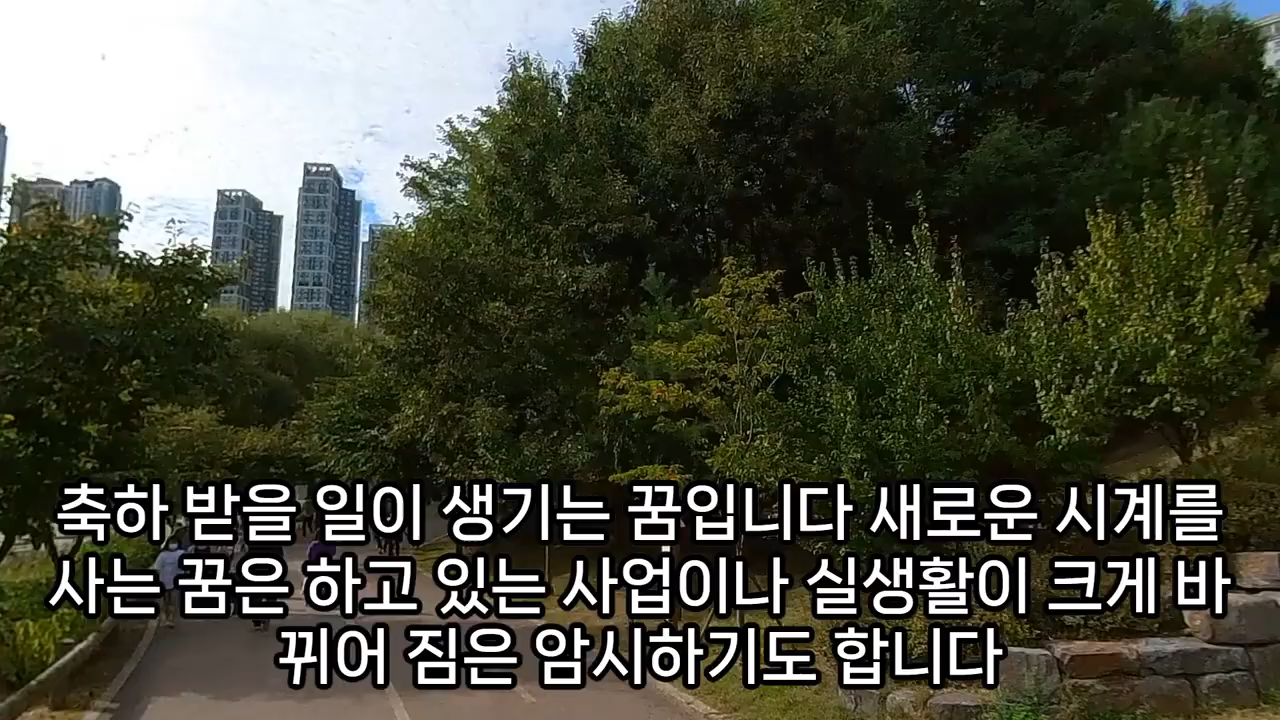 축하 받을 일이 생기는 꿈입니다 새로운 시계를
사는 꿈은 하고 있는 사업이나 실생활이 크게 바
뀌어 짐은 암시하기도 합니다